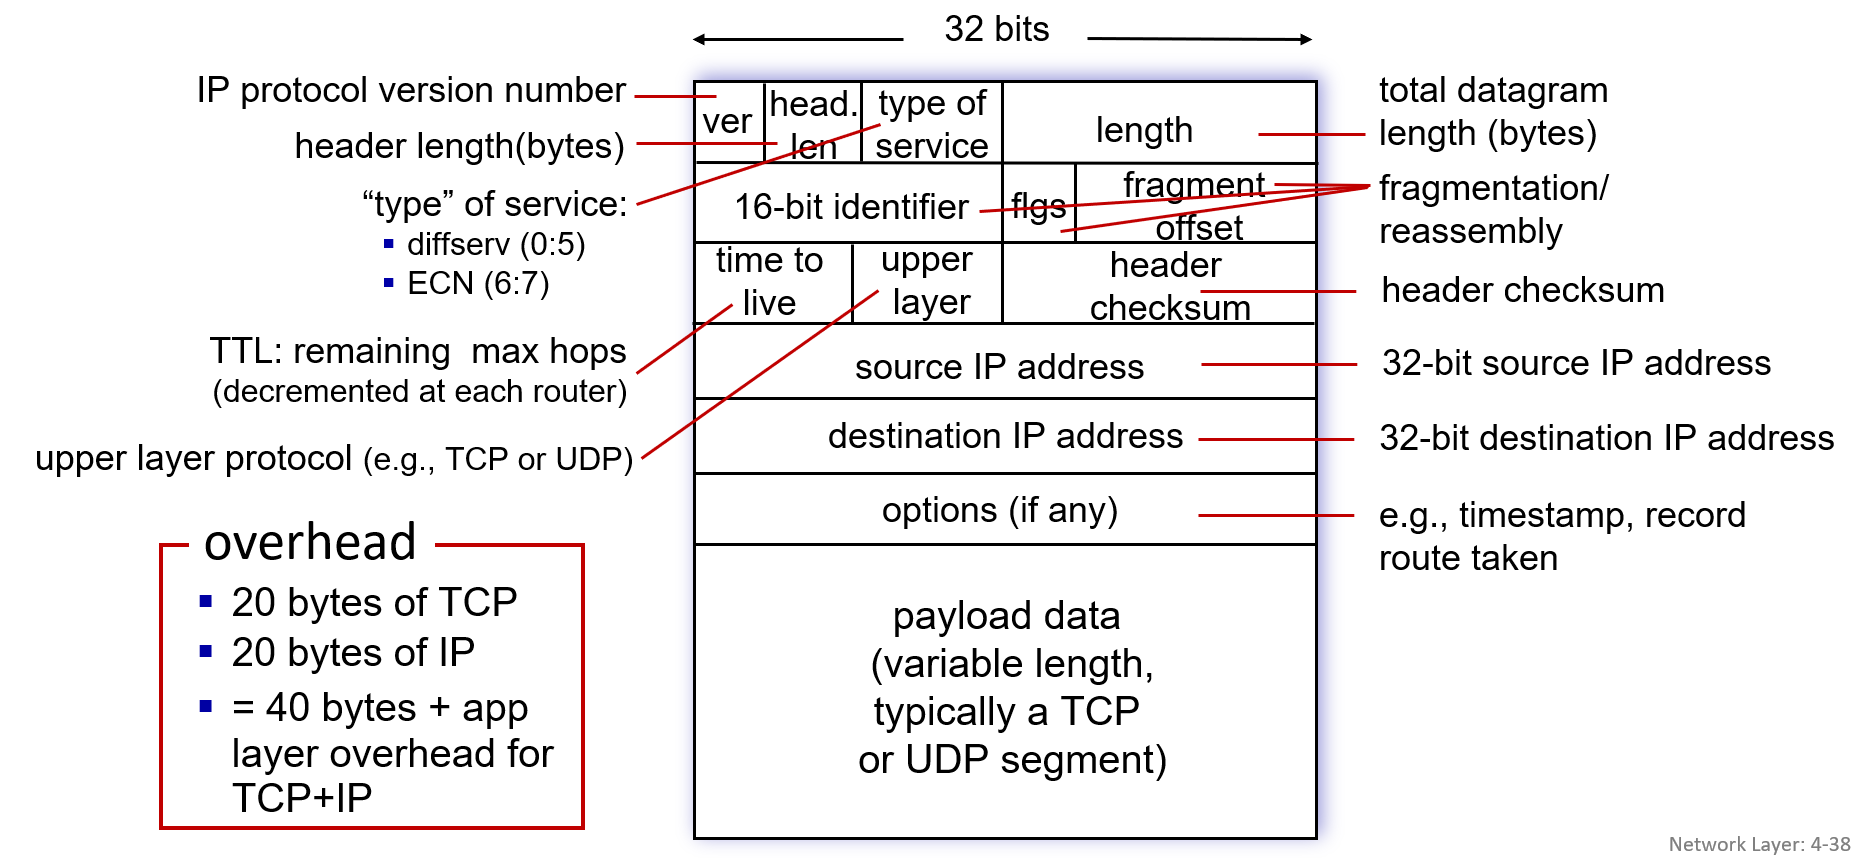 32 bits
IP protocol version number
header length(bytes)
“type” of service:
▪ diffserv (0:5)
▪ ECN (6:7)
TTL: remaining  max hops
(decremented at each router)
upper layer protocol (e.g., TCP or UDP)
overhead
▪ 20 bytes of TCP
▪ 20 bytes of IP
▪ = 40 bytes + app
layer overhead for
TCP+IP
ver
head.
len
type of
service
length
16-bit identifier
flgs
fragment
offset
time to
live
upper
layer
header
checksum
source IP address
destination IP address
options (if any)
payload data
(variable length,
typically a TCP
or UDP segment)
total datagram
length (bytes)
fragmentation/
reassembly
header checksum
32-bit source IP address
32-bit destination IP address
e.g., timestamp, record
route taken
Network Layer: 4-38